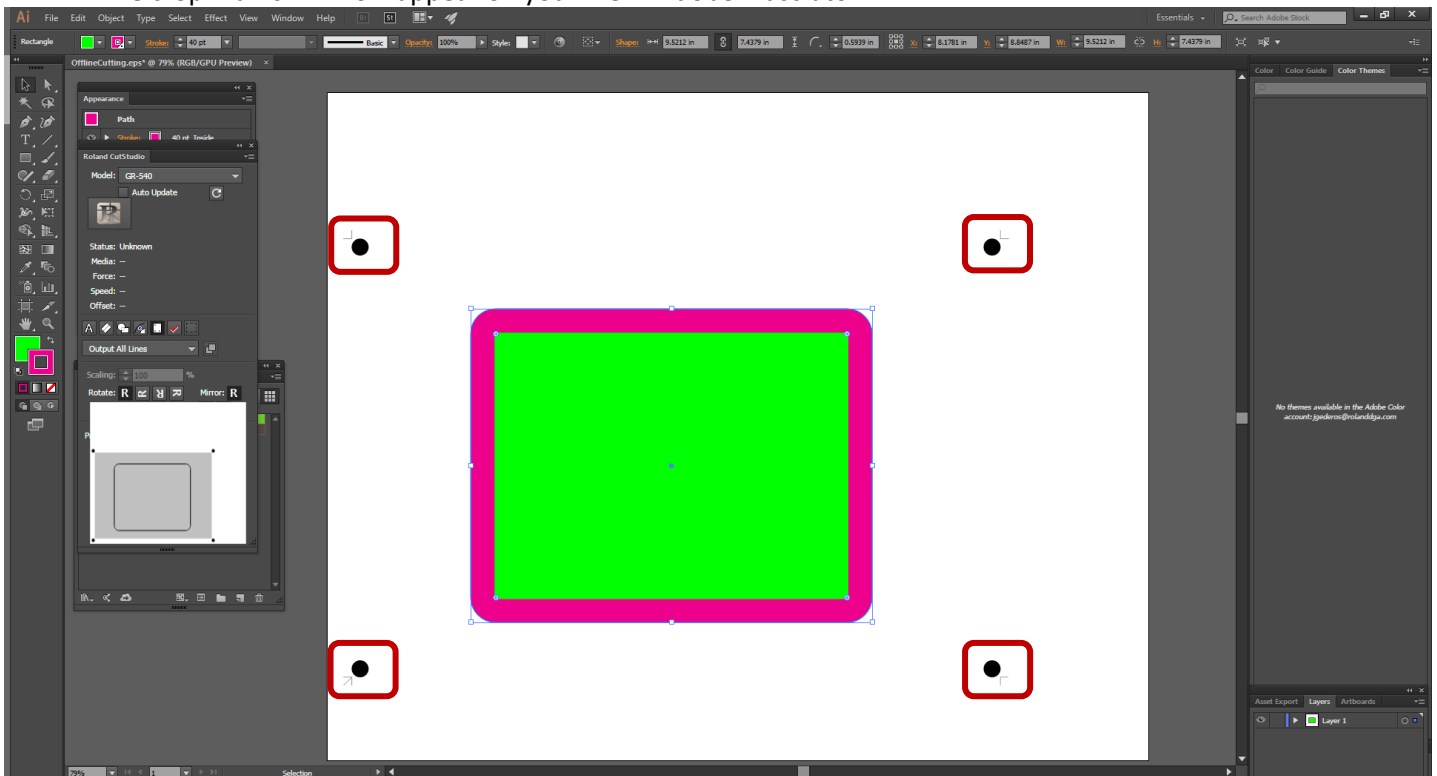 Ai File Edit Object Type Select Effect View Window Help Br St Essentials Search Adobe Stock
Rectangle Stroke: 40 pt Basic Opacity: 100% Style: Shape: 9.5212 in 7.4379 in 0.5939 in X: 8.1781 in Y: 8.8487 in W: 9.5212 in H: 7.4379 in
OfflineCutting.eps* @ 79% (RGB/GPU Preview) ×
Color Color Guide Color Themes
Appearance
Path
Stroke: 40 pt Inside
Roland CutStudio
Model: GR-540
Auto Update
Status: Unknown
Media: --
Force: --
Speed: --
Offset: --
Output All Lines
Scaling: 100 %
Rotate: R R R R Mirror: R
No themes available in the Adobe Color
account: jgederos@rolanddga.com
Asset Export Layers Artboards
Layer 1
79% 1 Selection